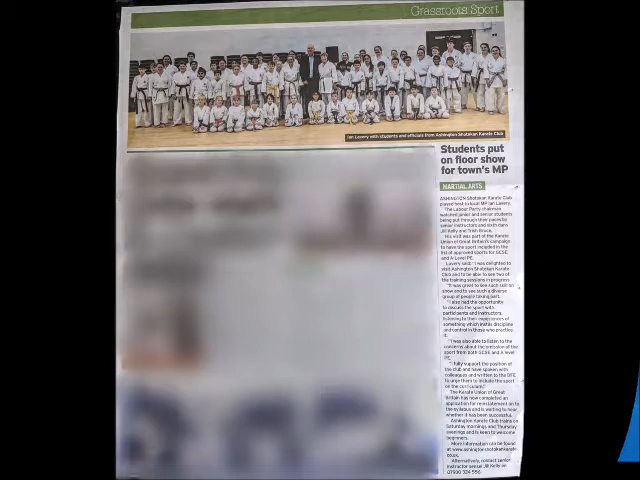 Grassroots Sport
Ian Lavery with students and officials from Ashington Shotokan Karate Club
Students put
on floor show
for town's MP
MARTIAL ARTS
ASHINGTON Shotokan Karate Club
played host to local MP Ian Lavery.
The Labour Party chairman
watched junior and senior students
being put through their paces by
senior instructors and sixth dans
Jill Kelly and Trish Bruce.
His visit was part of the Karate
Union of Great Britain's campaign
to have the sport included in the
list of approved sports for GCSE
and A-Level PE.
Lavery said: "I was delighted to
visit Ashington Shotokan Karate
Club and to be able to see two of
the training sessions in progress.
"It was great to see such skill on
show and to see such a diverse
group of people taking part.
"I also had the opportunity
to discuss the sport with
participants and instructors,
listening to their experiences of
something which instils discipline
and control in those who practice
it.
"I was also able to listen to the
concerns about the omission of the
sport from both GCSE and A level
PE.
"I fully support the position of
the club and have spoken with
colleagues and written to the DFE
to urge them to include the sport
on the curriculum."
The Karate Union of Great
Britain has now completed an
application for reinstatement on to
the syllabus and is waiting to hear
whether it has been successful.
Ashington Karate Club trains on
Saturday mornings and Thursday
evenings and is keen to welcome
beginners.
More information can be found
at www.ashingtonshotokankarate.
co.uk.
Alternatively, contact senior
instructor sensei Jill Kelly on
07930 324 556.